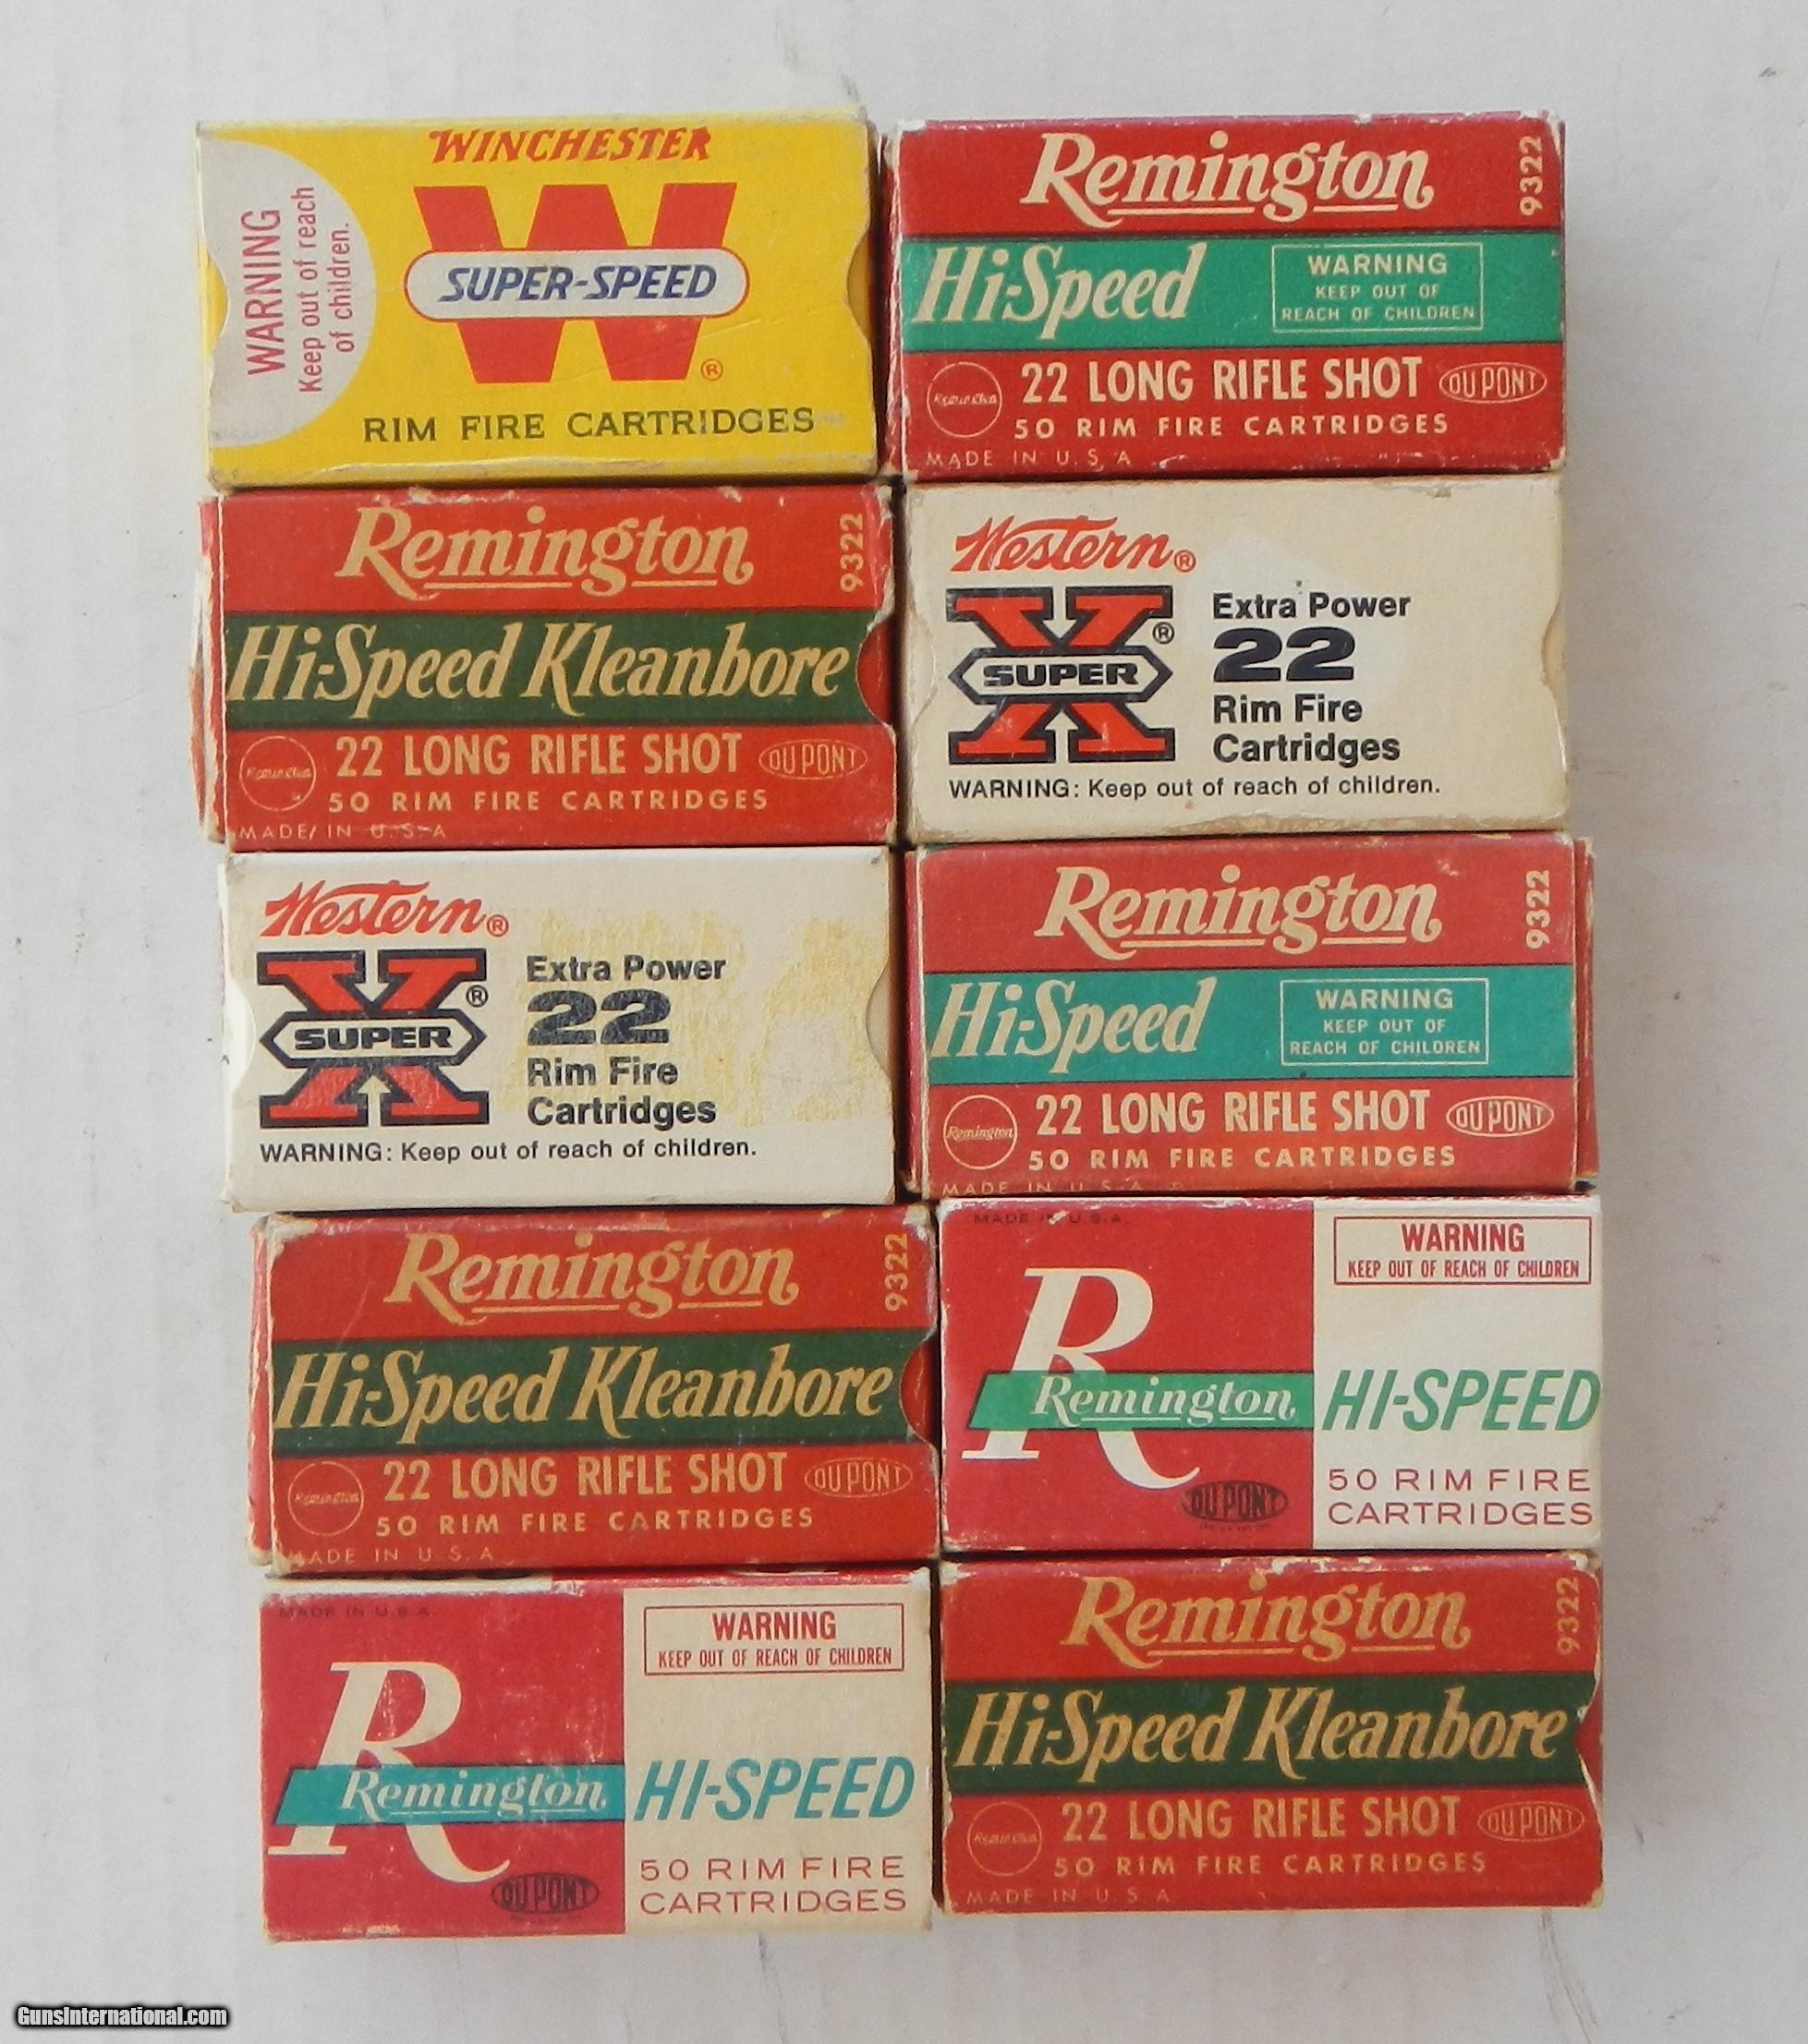 WINCHESTER
W
SUPER-SPEED
®
RIM FIRE CARTRIDGES
WARNING
Keep out of reach
of children.
Remington
9322
Hi-Speed
WARNING
KEEP OUT OF
REACH OF CHILDREN
Remington
22 LONG RIFLE SHOT
DU PONT
50 RIM FIRE CARTRIDGES
MADE IN U.S.A
Remington
9322
Hi-Speed Kleanbore
Remington
22 LONG RIFLE SHOT
DU PONT
50 RIM FIRE CARTRIDGES
MADE IN U.S.A
Western®
X®
SUPER
Extra Power
22
Rim Fire
Cartridges
WARNING: Keep out of reach of children.
Western®
X®
SUPER
Extra Power
22
Rim Fire
Cartridges
WARNING: Keep out of reach of children.
Remington
9322
Hi-Speed
WARNING
KEEP OUT OF
REACH OF CHILDREN
Remington
22 LONG RIFLE SHOT
DU PONT
50 RIM FIRE CARTRIDGES
MADE IN U.S.A.
Remington
9322
Hi-Speed Kleanbore
Remington
22 LONG RIFLE SHOT
DU PONT
50 RIM FIRE CARTRIDGES
MADE IN U.S.A.
MADE IN U.S.A.
WARNING
KEEP OUT OF REACH OF CHILDREN
R
Remington
HI-SPEED
DU PONT
50 RIM FIRE
CARTRIDGES
MADE IN U.S.A.
WARNING
KEEP OUT OF REACH OF CHILDREN
R
Remington
HI-SPEED
DU PONT
50 RIM FIRE
CARTRIDGES
Remington
9322
Hi-Speed Kleanbore
Remington
22 LONG RIFLE SHOT
DU PONT
50 RIM FIRE CARTRIDGES
MADE IN U.S.A
GunsInternational.com